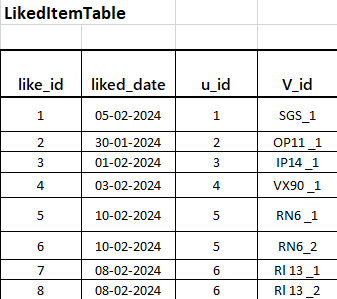 LikedItemTable
like_id liked_date u_id V_id
1 05-02-2024 1 SGS_1
2 30-01-2024 2 OP11 _1
3 01-02-2024 3 IP14 _1
4 03-02-2024 4 VX90 _1
5 10-02-2024 5 RN6 _1
6 10-02-2024 5 RN6_2
7 08-02-2024 6 Rl 13 _1
8 08-02-2024 6 Rl 13 _2